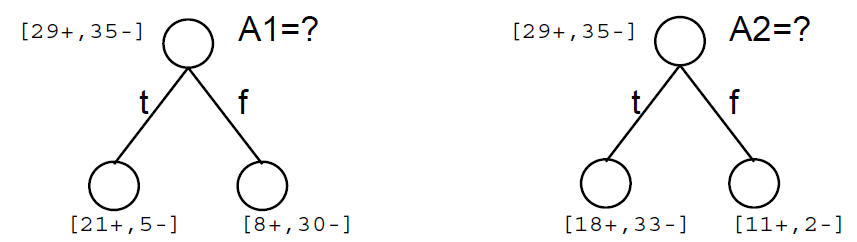 [29+,35-] A1=?
t f
[21+,5-] [8+,30-]
[29+,35-] A2=?
t f
[18+,33-] [11+,2-]